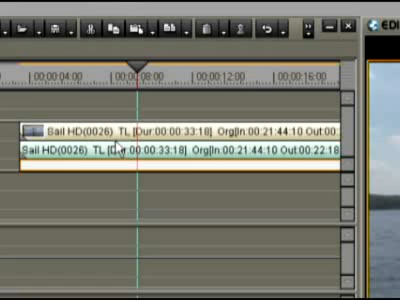 EDI
00:00:04:00 00:00:08:00 00:00:12:00 00:00:16:00
Sail HD(0026) TL [Dur:00:00:33:18] Org[In:00:21:44:10 Out:00:
Sail HD(0026) TL [Dur:00:00:33:18] Org[In:00:21:44:10 Out:00:22:18